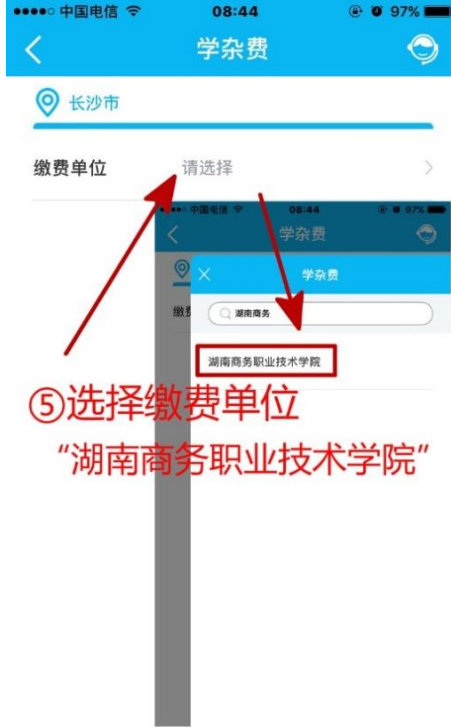 中国电信 08:44 97%
学杂费
长沙市
缴费单位 请选择
中国电信 08:44 97%
学杂费
学杂费
缴费
湖南商务
湖南商务职业技术学院
⑤选择缴费单位
“湖南商务职业技术学院”